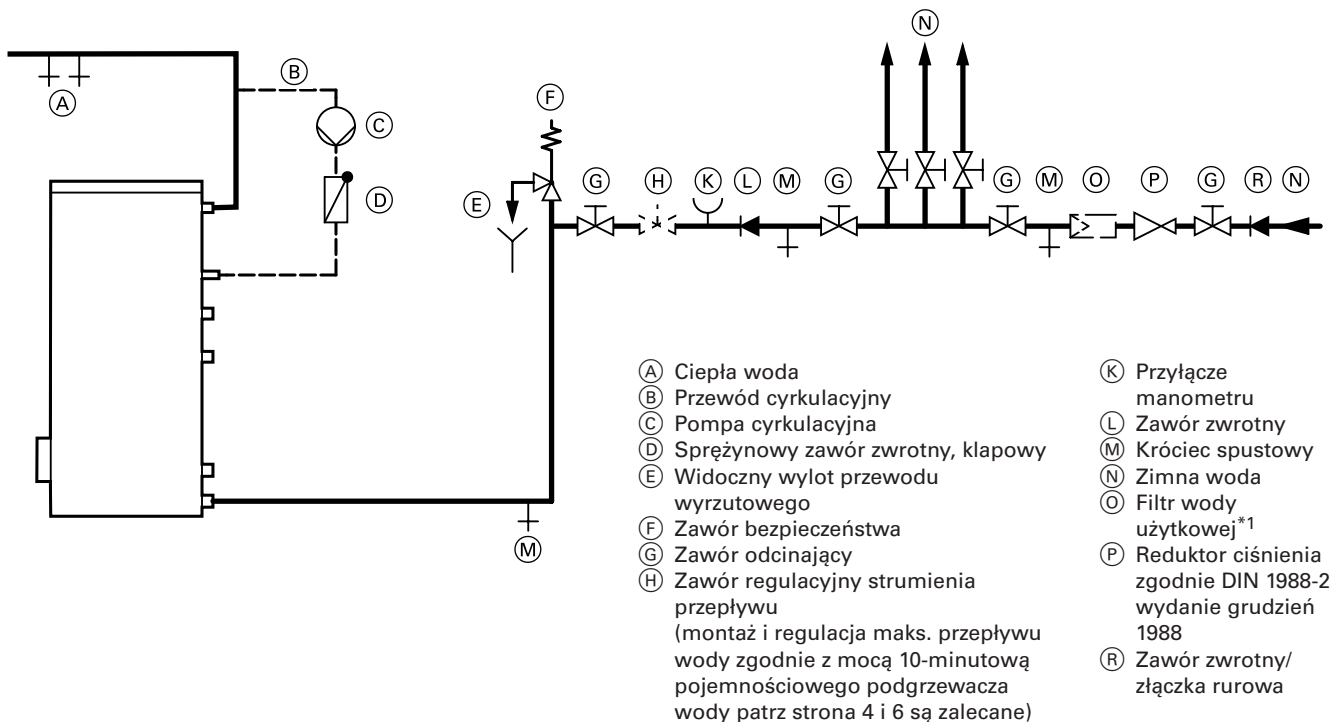 N
B
F
A
C
G
H
K
L
M
G
G
M
O
P
G
R
N
E
D
M
A Ciepła woda
B Przewód cyrkulacyjny
C Pompa cyrkulacyjna
D Sprężynowy zawór zwrotny, klapowy
E Widoczny wylot przewodu
wyrzutowego
F Zawór bezpieczeństwa
G Zawór odcinający
H Zawór regulacyjny strumienia
przepływu
(montaż i regulacja maks. przepływu
wody zgodnie z mocą 10-minutową
pojemnościowego podgrzewacza
wody patrz strona 4 i 6 są zalecane)
K Przyłącze
manometru
L Zawór zwrotny
M Króciec spustowy
N Zimna woda
O Filtr wody
użytkowej*1
P Reduktor ciśnienia
zgodnie DIN 1988-2
wydanie grudzień
1988
R Zawór zwrotny/
złączka rurowa